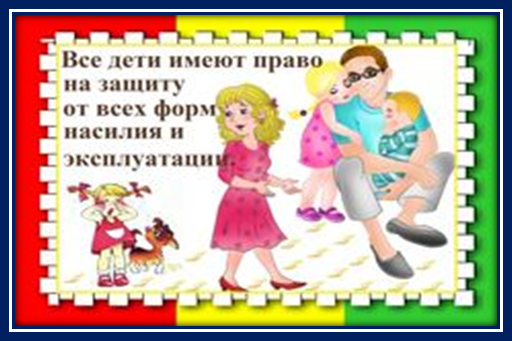 Все дети имеют право
на защиту
от всех форм
насилия и
эксплуатации.